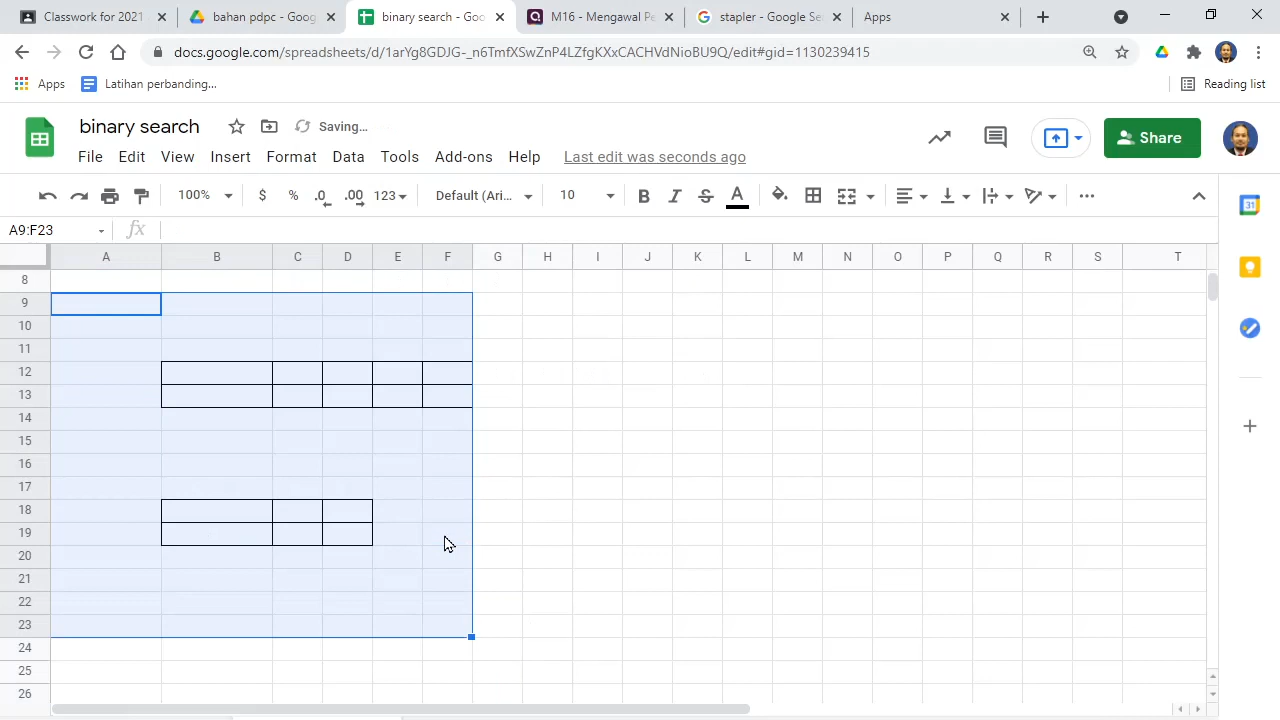 Classwork for 2021
bahan pdpc - Goog
binary search - Goo
M16 - Mengawal Pe
stabler - Google Se
Apps
docs.google.com/spreadsheets/d/1arYg8GDJG-_n6TmfXSwZnP4LZfgKXxCACHVdNioBU9Q/edit#gid=1130239415
Apps
Latihan perbanding...
Reading list
binary search
Saving...
Share
File Edit View Insert Format Data Tools Add-ons Help Last edit was seconds ago
100% $ % .0 .00 123 Default (Ari... 10 B I S A
31
A9:F23 fx
A B C D E F G H I J K L M N O P Q R S T
8
9
10
11
12
13
14
15
16
17
18
19
20
21
22
23
24
25
26